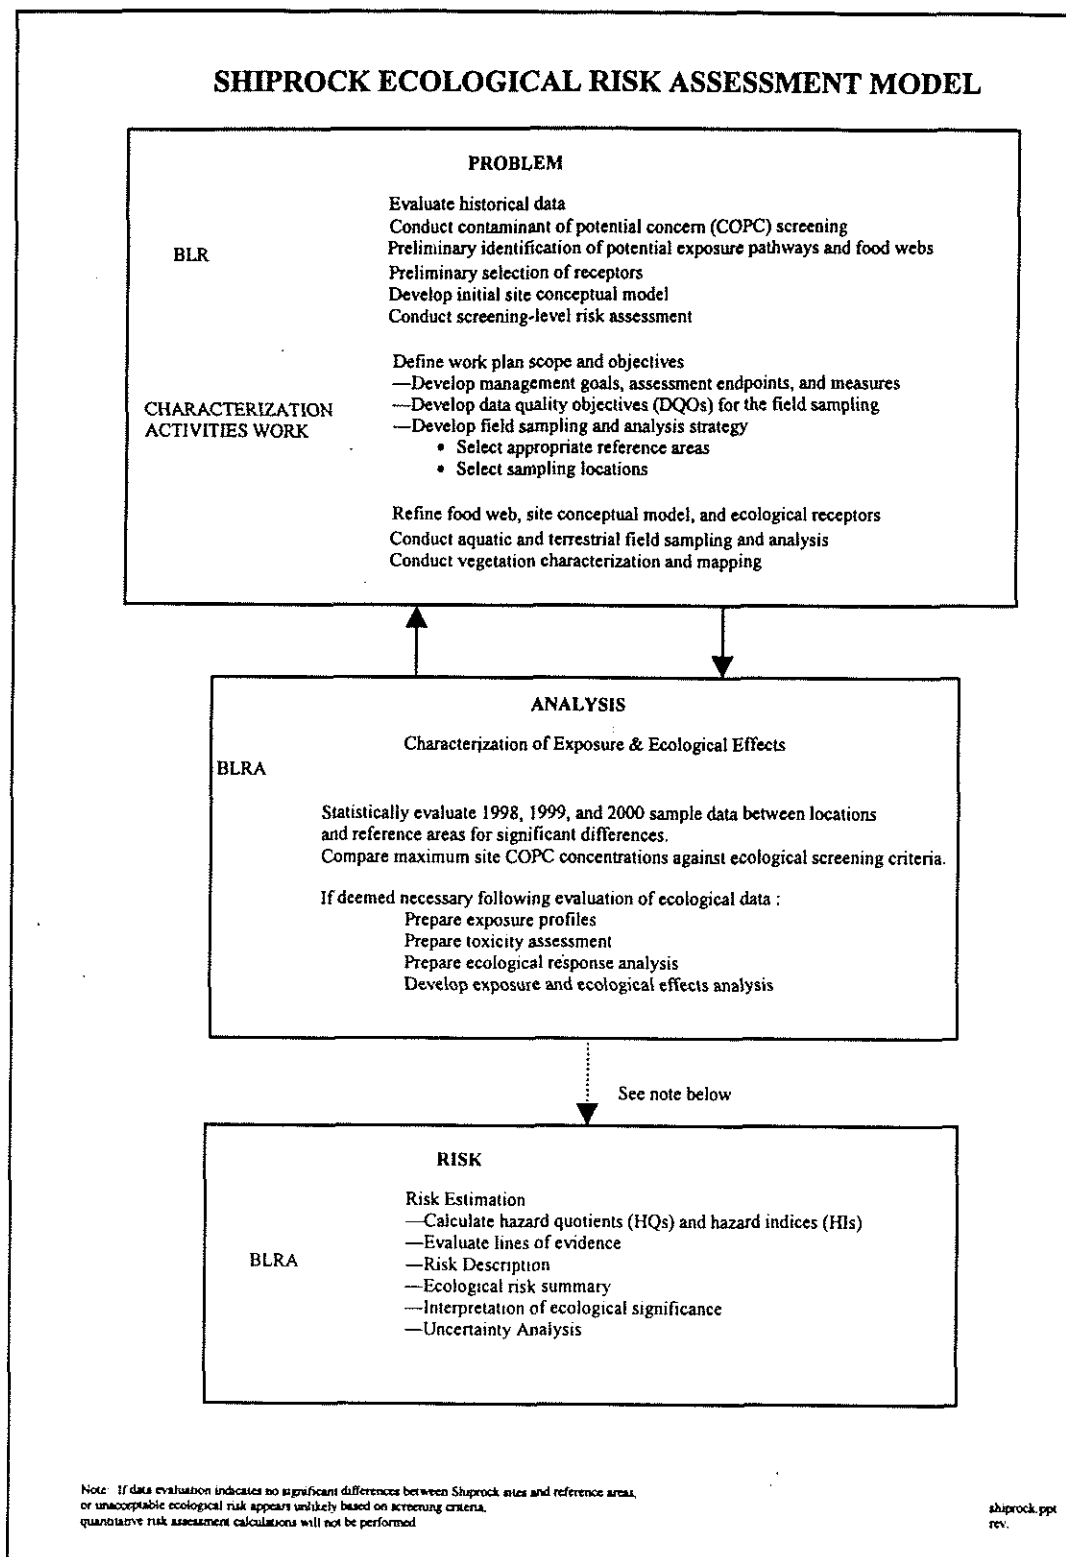 SHIPROCK ECOLOGICAL RISK ASSESSMENT MODEL
PROBLEM
Evaluate historical data
Conduct contaminant of potential concern (COPC) screening
BLR
Preliminary identification of potential exposure pathways and food webs
Preliminary selection of receptors
Develop initial site conceptual model
Conduct screening-level risk assessment
Define work plan scope and objectives
—Develop management goals, assessment endpoints, and measures
CHARACTERIZATION
ACTIVITIES WORK
—Develop data quality objectives (DQOs) for the field sampling
—Develop field sampling and analysis strategy
• Select appropriate reference areas
• Select sampling locations
Refine food web, site conceptual model, and ecological receptors
Conduct aquatic and terrestrial field sampling and analysis
Conduct vegetation characterization and mapping
ANALYSIS
Characterization of Exposure & Ecological Effects
BLRA
Statistically evaluate 1998, 1999, and 2000 sample data between locations
and reference areas for significant differences.
Compare maximum site COPC concentrations against ecological screening criteria.
If deemed necessary following evaluation of ecological data :
Prepare exposure profiles
Prepare toxicity assessment
Prepare ecological response analysis
Develop exposure and ecological effects analysis
See note below
RISK
Risk Estimation
—Calculate hazard quotients (HQs) and hazard indices (HIs)
—Evaluate lines of evidence
BLRA
—Risk Description
—Ecological risk summary
—Interpretation of ecological significance
—Uncertainty Analysis
Note: If data evaluation indicates no significant differences between Shiprock sites and reference areas,
or unacceptable ecological risk appears unlikely based on screening criteria,
quantitative risk assessment calculations will not be performed
shiprock.ppt
rev.